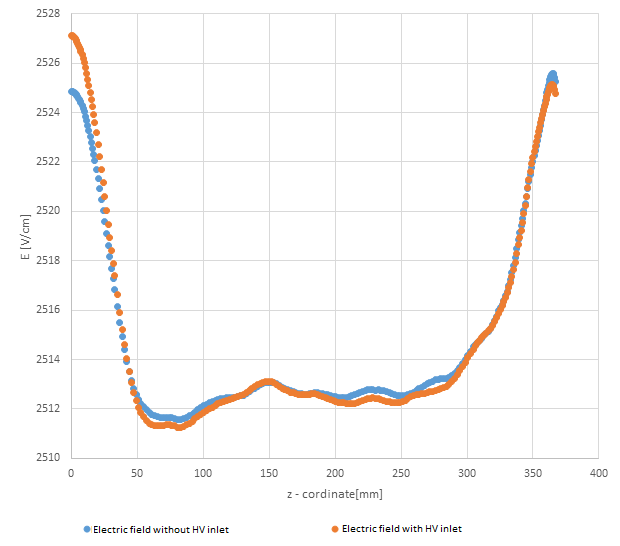 2528
2526
2524
2522
2520
2518
2516
2514
2512
2510
E [V/cm]
0 50 100 150 200 250 300 350 400
z - cordinate[mm]
Electric field without HV inlet Electric field with HV inlet